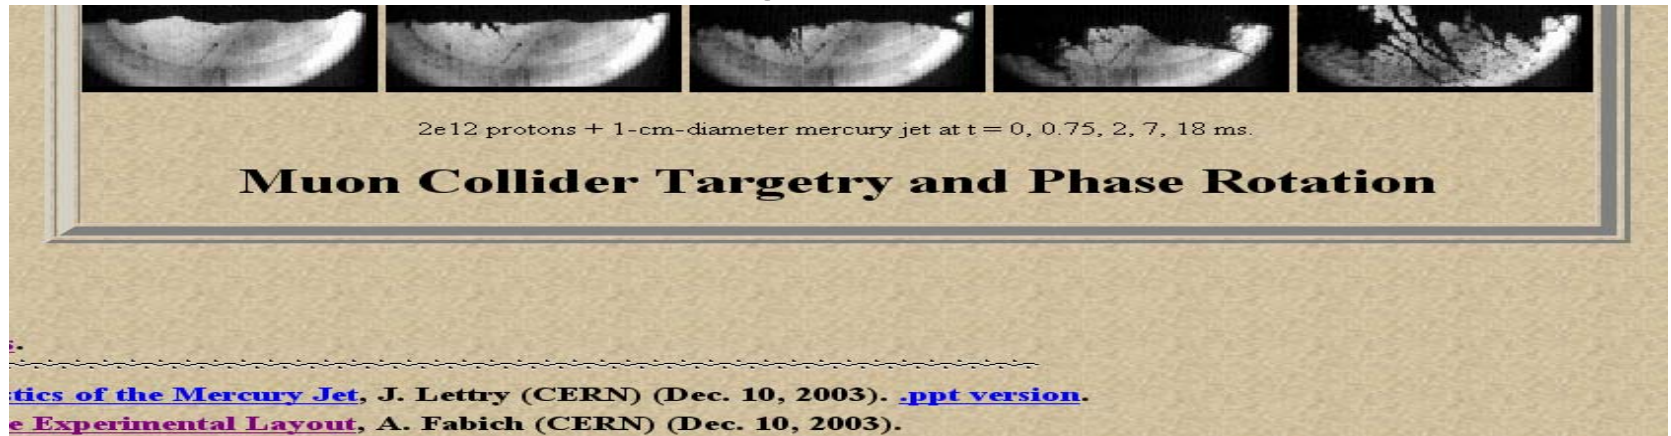 2e12 protons + 1-cm-diameter mercury jet at t = 0, 0.75, 2, 7, 18 ms.
Muon Collider Targetry and Phase Rotation
s.
tics of the Mercury Jet, J. Lettry (CERN) (Dec. 10, 2003). .ppt version.
e Experimental Layout, A. Fabich (CERN) (Dec. 10, 2003).